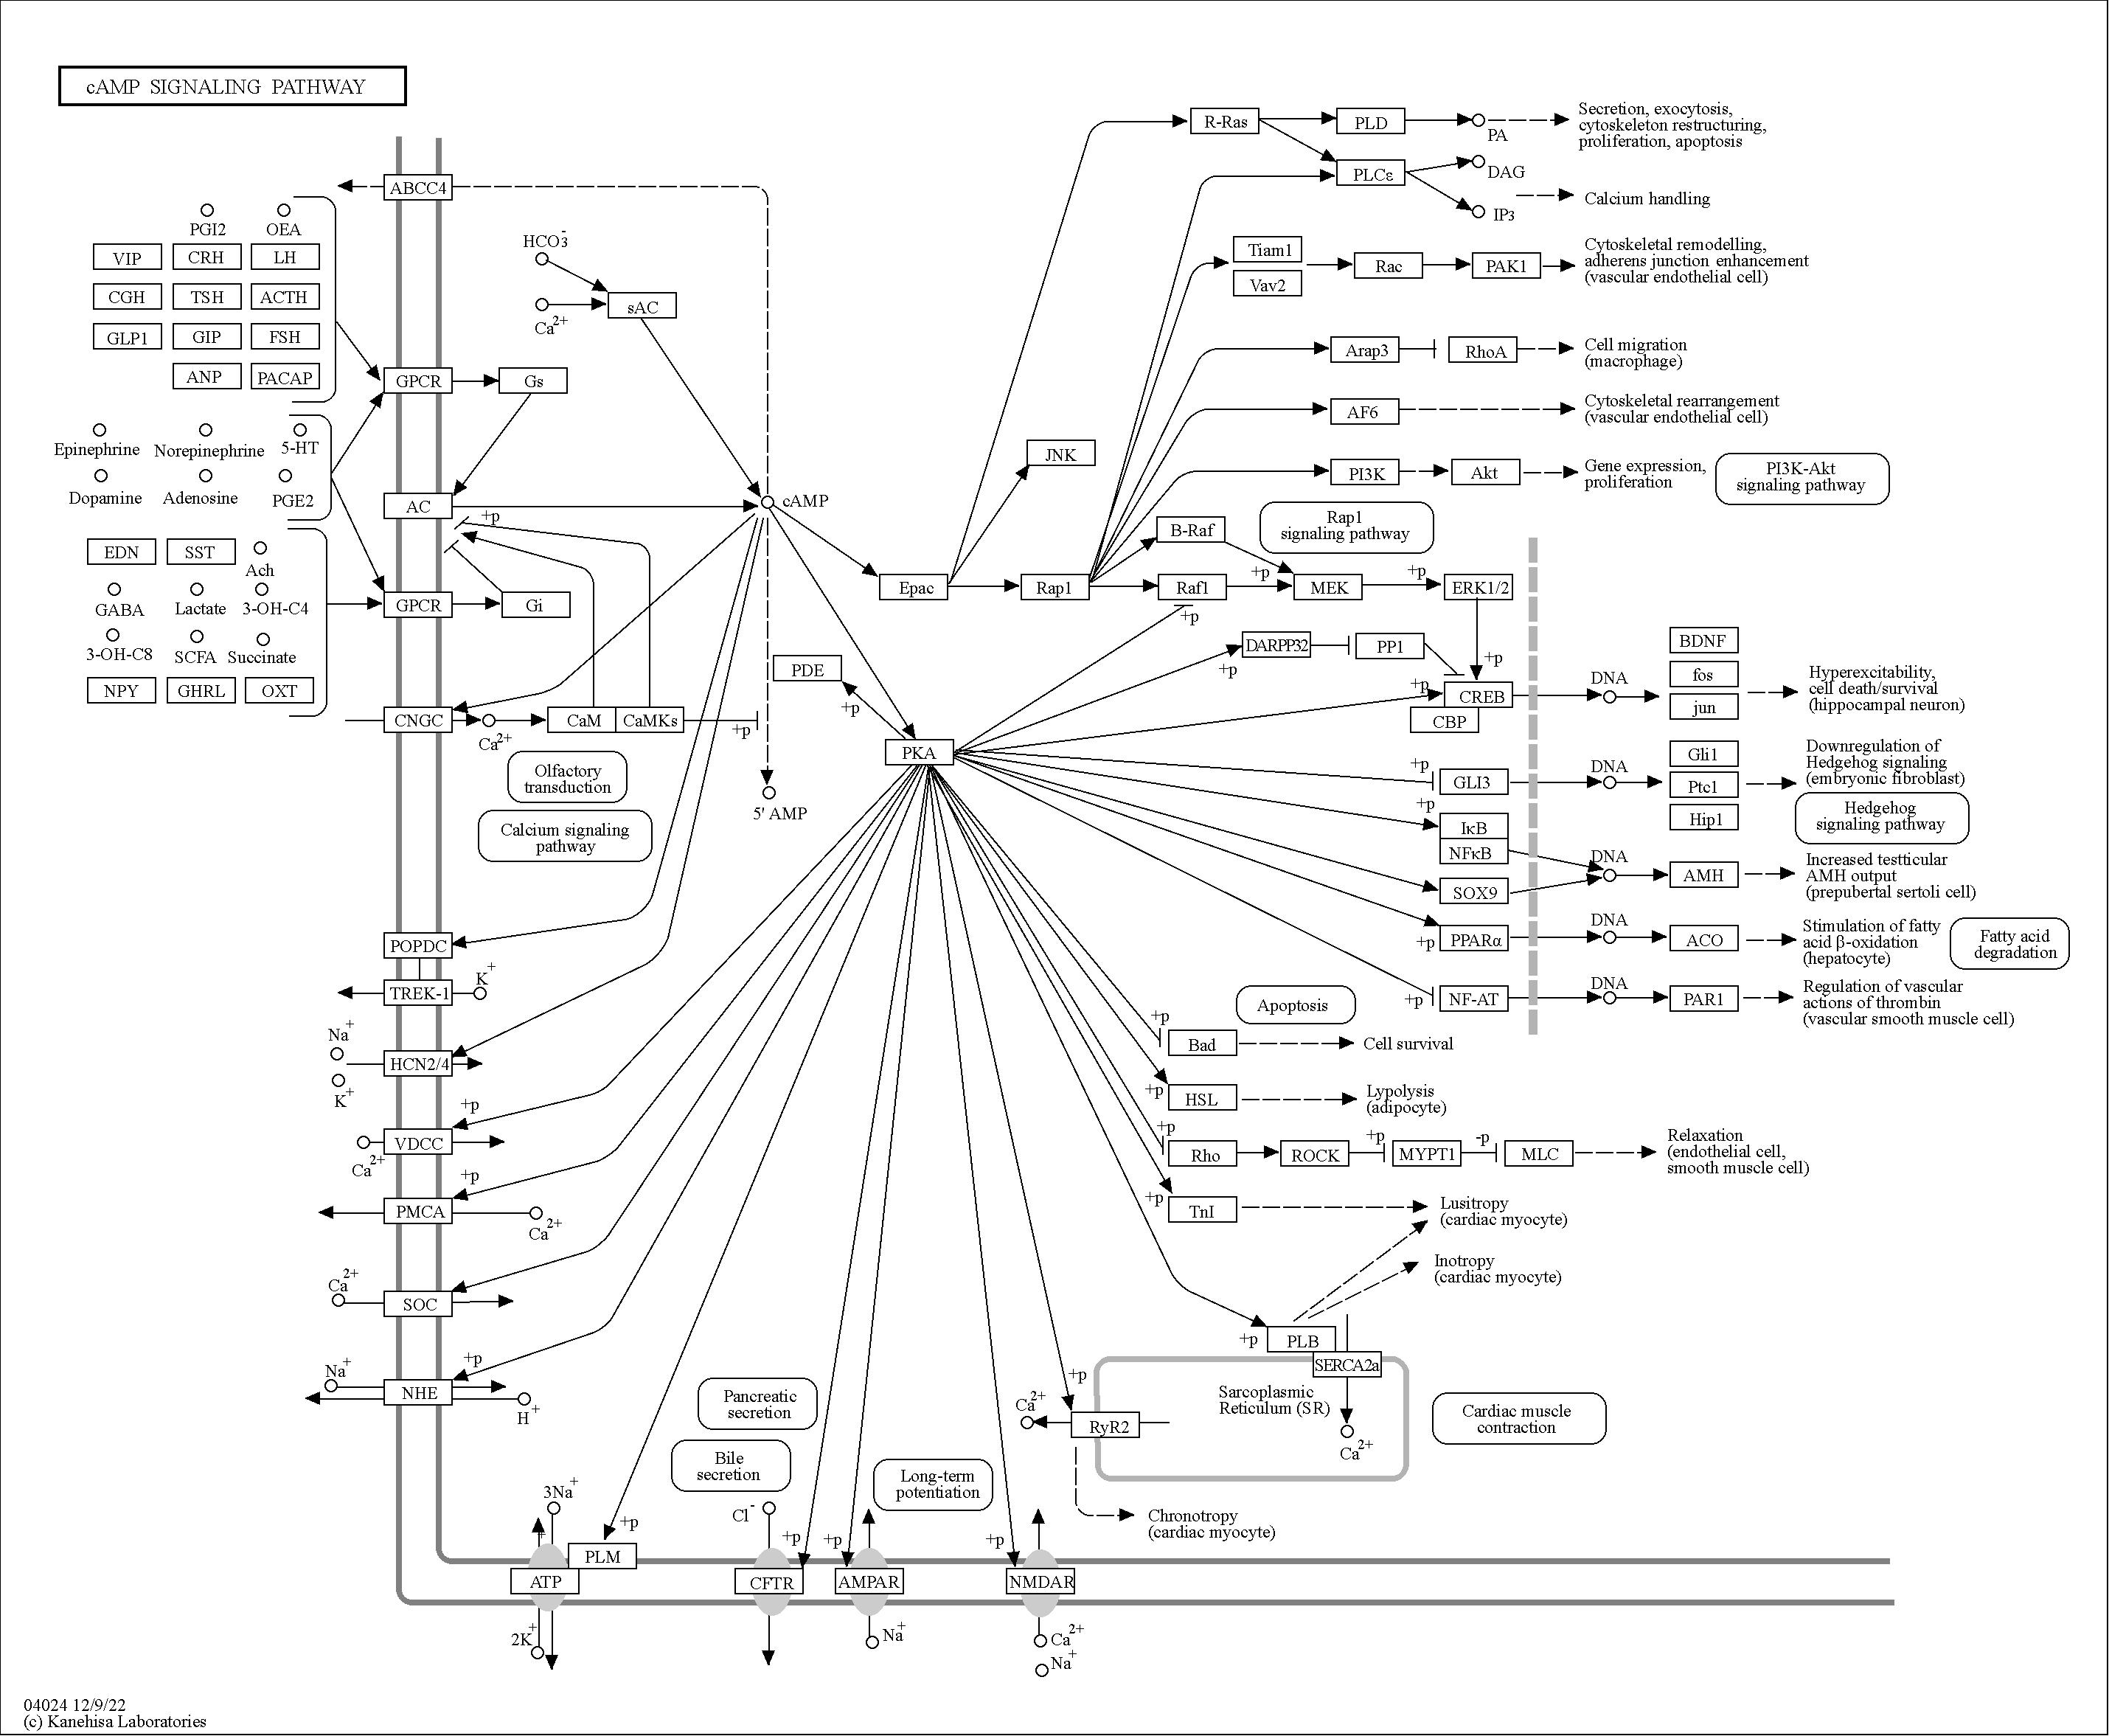 cAMP SIGNALING PATHWAY
ABCC4
PGI2
OEA
VIP
CRH
LH
CGH
TSH
ACTH
GLP1
GIP
FSH
ANP
PACAP
HCO3-
Ca2+
sAC
GPCR
Gs
Epinephrine
Norepinephrine
5-HT
Dopamine
Adenosine
PGE2
AC
+p
cAMP
EDN
SST
Ach
GABA
Lactate
3-OH-C4
3-OH-C8
SCFA
Succinate
NPY
GHRL
OXT
GPCR
Gi
CNGC
Ca2+
CaM
CaMKs
+p
PDE
+p
PKA
5' AMP
Olfactory
transduction
Calcium signaling
pathway
POPDC
TREK-1
K+
Na+
HCN2/4
K+
+p
VDCC
Ca2+
+p
PMCA
Ca2+
Ca2+
SOC
+p
Na+
NHE
H+
R-Ras
PLD
PA
Secretion, exocytosis,
cytoskeleton restructuring,
proliferation, apoptosis
PLCε
DAG
IP3
Calcium handling
Tiam1
Vav2
Rac
PAK1
Cytoskeletal remodelling,
adherens junction enhancement
(vascular endothelial cell)
Arap3
RhoA
Cell migration
(macrophage)
AF6
Cytoskeletal rearrangement
(vascular endothelial cell)
JNK
PI3K
Akt
Gene expression,
proliferation
PI3K-Akt
signaling pathway
B-Raf
Rap1
signaling pathway
Epac
Rap1
Raf1
+p
MEK
+p
ERK1/2
+p
DARPP32
+p
PP1
+p
+p
CREB
CBP
DNA
BDNF
fos
jun
Hyperexcitability,
cell death/survival
(hippocampal neuron)
+p
GLI3
DNA
Gli1
Ptc1
Hip1
Downregulation of
Hedgehog signaling
(embryonic fibroblast)
Hedgehog
signaling pathway
+p
IκB
NFκB
SOX9
DNA
AMH
Increased testticular
AMH output
(prepubertal sertoli cell)
+p
PPARα
DNA
ACO
Stimulation of fatty
acid β-oxidation
(hepatocyte)
Fatty acid
degradation
+p
NF-AT
DNA
PAR1
Regulation of vascular
actions of thrombin
(vascular smooth muscle cell)
Apoptosis
+p
Bad
Cell survival
+p
HSL
Lypolysis
(adipocyte)
+p
Rho
ROCK
+p
MYPT1
-p
MLC
Relaxation
(endothelial cell,
smooth muscle cell)
+p
TnI
Lusitropy
(cardiac myocyte)
Inotropy
(cardiac myocyte)
+p
PLB
SERCA2a
Sarcoplasmic
Reticulum (SR)
Ca2+
+p
Ca2+
RyR2
Cardiac muscle
contraction
Chronotropy
(cardiac myocyte)
Pancreatic
secretion
Bile
secretion
Long-term
potentiation
3Na+
+p
PLM
ATP
2K+
Cl-
+p
CFTR
+p
AMPAR
Na+
+p
NMDAR
Ca2+
Na+
04024 12/9/22
(c) Kanehisa Laboratories